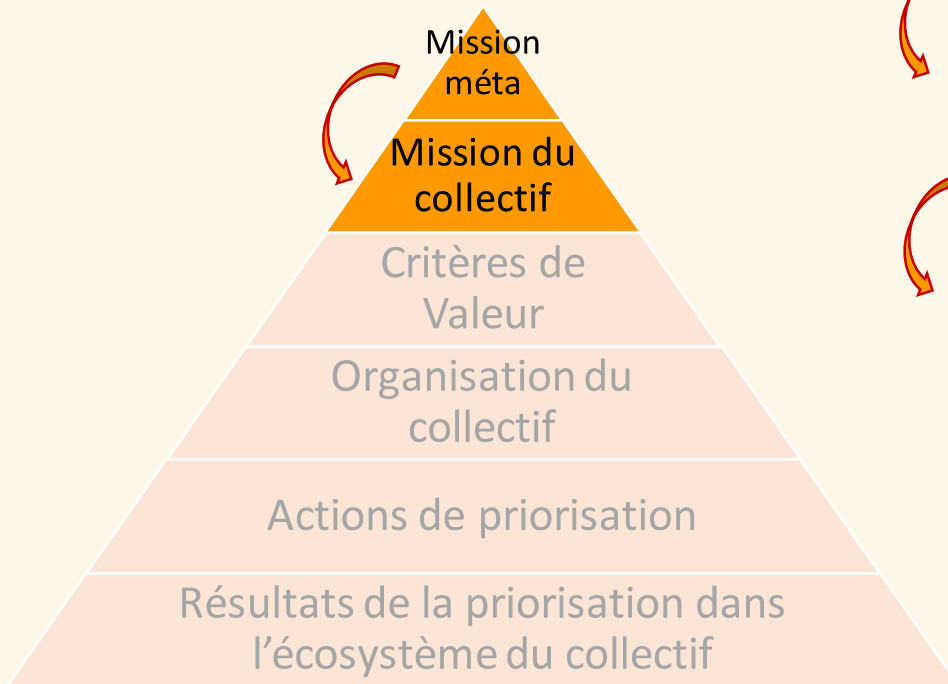 Mission
méta
Mission du
collectif
Critères de
Valeur
Organisation du
collectif
Actions de priorisation
Résultats de la priorisation dans
l’écosystème du collectif